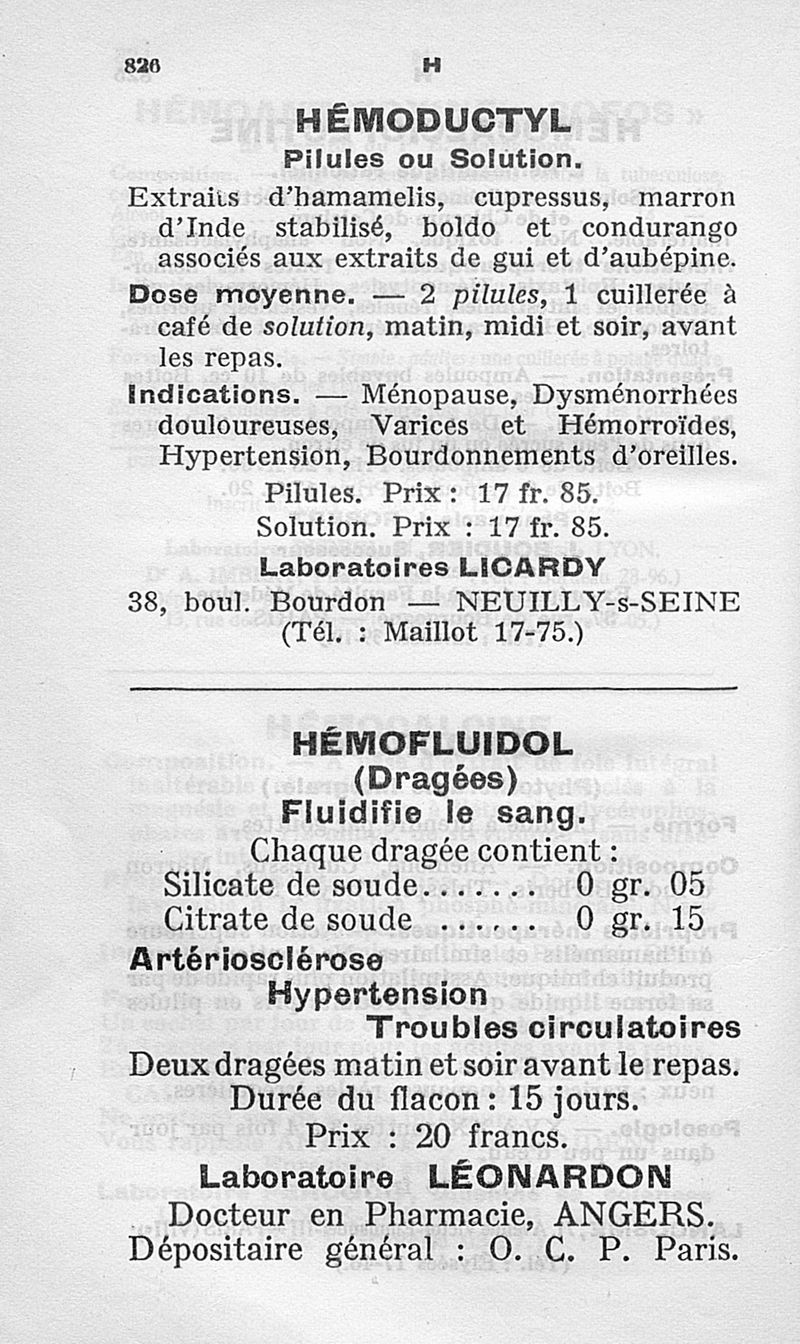 826
H
HÉMODUCTYL
Pilules ou Solution.
Extraits d'hamamelis, cupressus, marron
d'Inde stabilisé, boldo et condurango
associés aux extraits de gui et d'aubépine.
Dose moyenne. — 2 pilules, 1 cuillerée à
café de solution, matin, midi et soir, avant
les repas.
Indications. — Ménopause, Dysménorrhées
douloureuses, Varices et Hémorroïdes,
Hypertension, Bourdonnements d'oreilles.
Pilules. Prix : 17 fr. 85.
Solution. Prix : 17 fr. 85.
Laboratoires LICARDY
38, boul. Bourdon — NEUILLY-s-SEINE
(Tél. : Maillot 17-75.)
HÉMOFLUIDOL
(Dragées)
Fluidifie le sang.
Chaque dragée contient :
Silicate de soude....... 0 gr. 05
Citrate de soude ...... 0 gr. 15
Artériosclérose
Hypertension
Troubles circulatoires
Deux dragées matin et soir avant le repas.
Durée du flacon : 15 jours.
Prix : 20 francs.
Laboratoire LÉONARDON
Docteur en Pharmacie, ANGERS.
Dépositaire général : O. C. P. Paris.